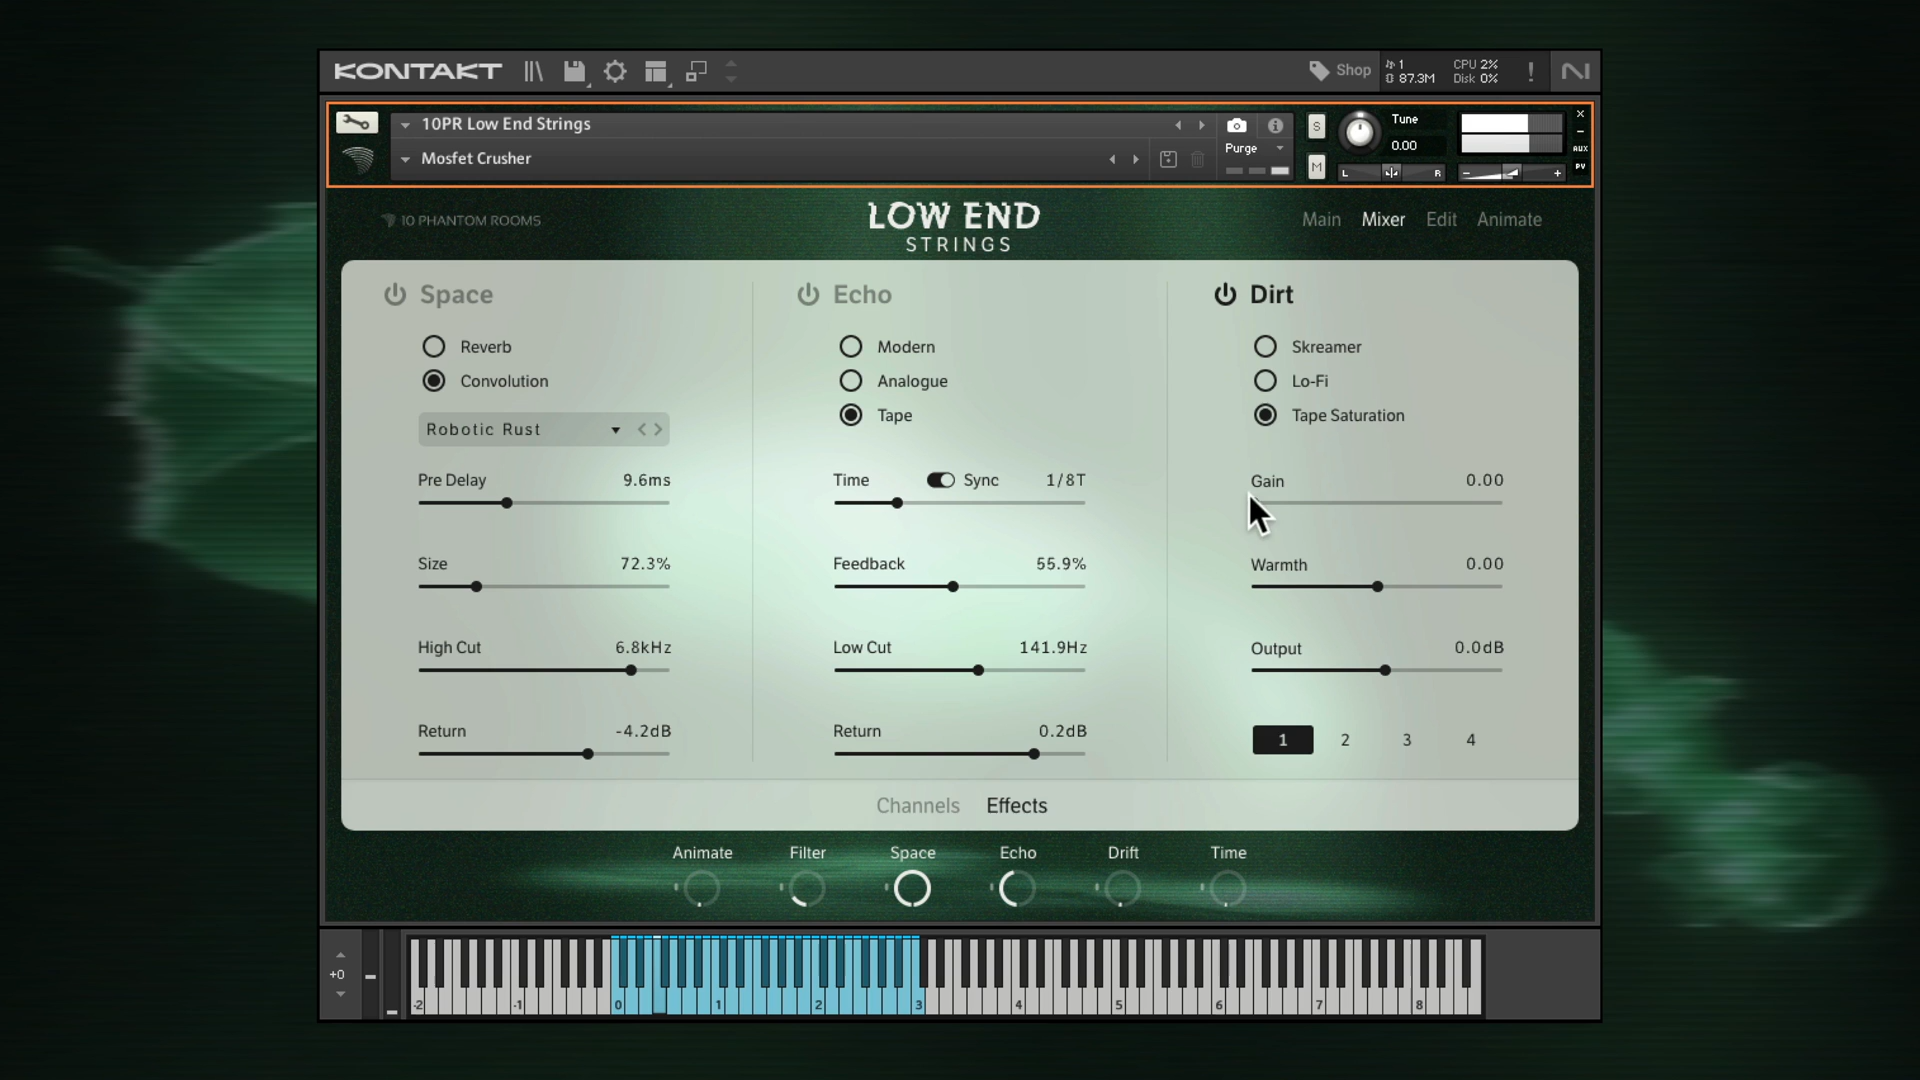 KONTAKT
Shop
1
87.3M
CPU 2%
Disk 0%
!
10PR Low End Strings
Mosfet Crusher
Purge
S
M
Tune
0.00
L
R
AUX
PV
10 PHANTOM ROOMS
LOW END
STRINGS
Main Mixer Edit Animate
Space
Reverb
Convolution
Robotic Rust
Pre Delay 9.6ms
Size 72.3%
High Cut 6.8kHz
Return -4.2dB
Echo
Modern
Analogue
Tape
Time Sync 1/8T
Feedback 55.9%
Low Cut 141.9Hz
Return 0.2dB
Dirt
Skreamer
Lo-Fi
Tape Saturation
Gain 0.00
Warmth 0.00
Output 0.0dB
1 2 3 4
Channels Effects
Animate Filter Space Echo Drift Time
+0
-2 -1 0 1 2 3 4 5 6 7 8